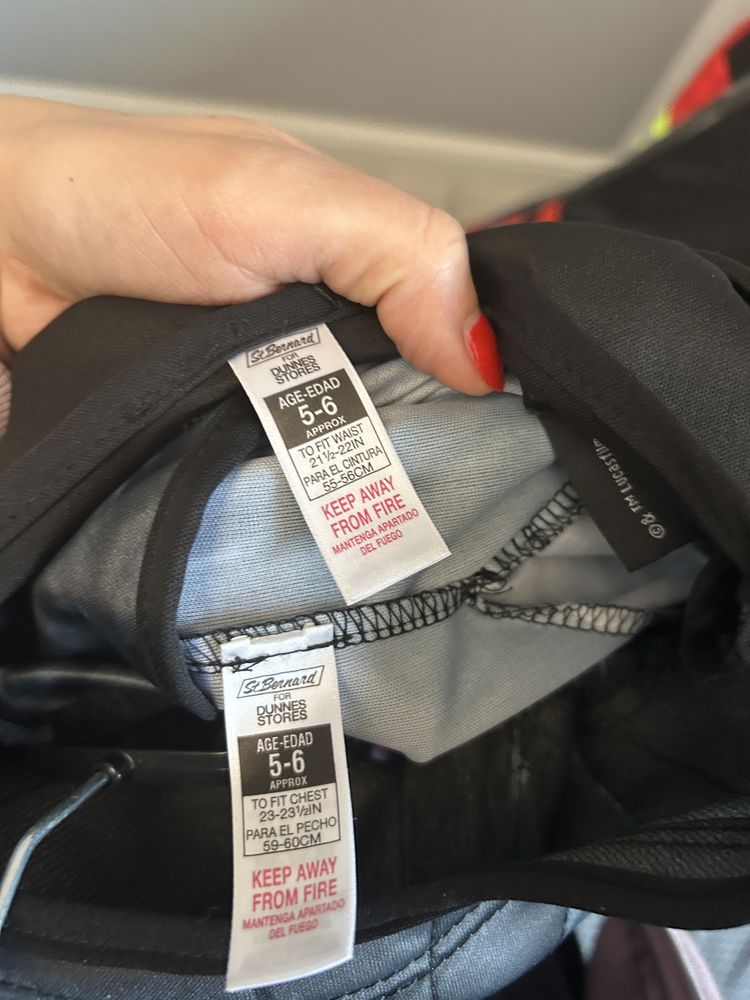 St.Bernard
FOR
DUNNES
STORES
AGE-EDAD
5-6
APPROX
TO FIT WAIST
21½-22IN
PARA EL CINTURA
55-56CM
KEEP AWAY
FROM FIRE
MANTENGA APARTADO
DEL FUEGO
© & TM LUCASFIL
St.Bernard
FOR
DUNNES
STORES
AGE-EDAD
5-6
APPROX
TO FIT CHEST
23-23½IN
PARA EL PECHO
59-60CM
KEEP AWAY
FROM FIRE
MANTENGA APARTADO
DEL FUEGO